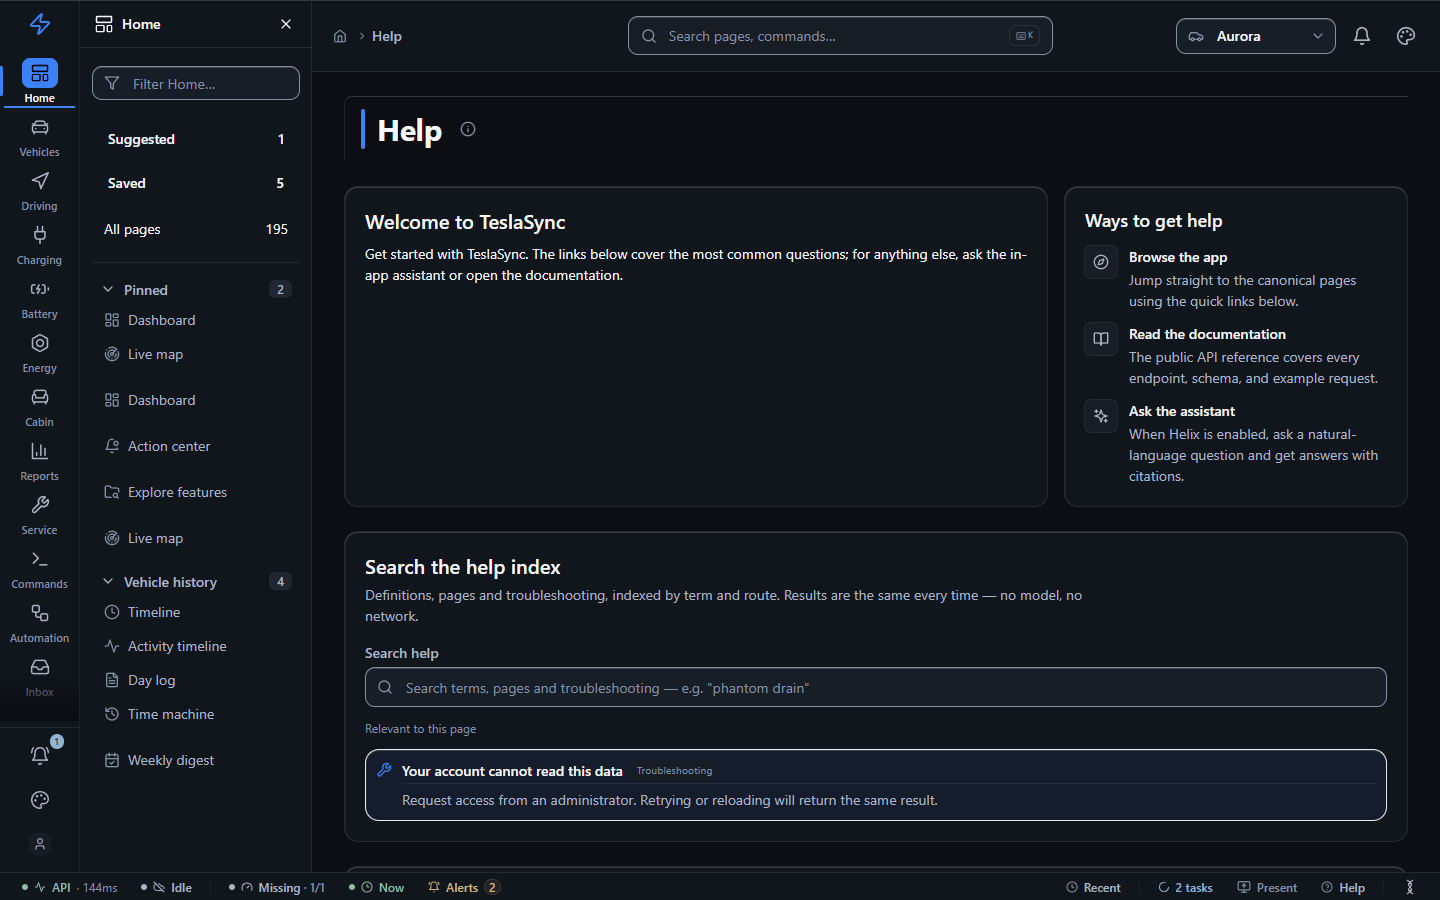 Home
Vehicles
Driving
Charging
Battery
Energy
Cabin
Reports
Service
Commands
Automation
Inbox
1
Home
Filter Home...
Suggested 1
Saved 5
All pages 195
Pinned 2
Dashboard
Live map
Dashboard
Action center
Explore features
Live map
Vehicle history 4
Timeline
Activity timeline
Day log
Time machine
Weekly digest
Help
Search pages, commands...
K
Aurora
Help
Welcome to TeslaSync
Get started with TeslaSync. The links below cover the most common questions; for anything else, ask the in-
app assistant or open the documentation.
Ways to get help
Browse the app
Jump straight to the canonical pages
using the quick links below.
Read the documentation
The public API reference covers every
endpoint, schema, and example request.
Ask the assistant
When Helix is enabled, ask a natural-
language question and get answers with
citations.
Search the help index
Definitions, pages and troubleshooting, indexed by term and route. Results are the same every time — no model, no
network.
Search help
Search terms, pages and troubleshooting — e.g. "phantom drain"
Relevant to this page
Your account cannot read this data Troubleshooting
Request access from an administrator. Retrying or reloading will return the same result.
API · 144ms Idle Missing · 1/1 Now Alerts 2 Recent 2 tasks Present Help